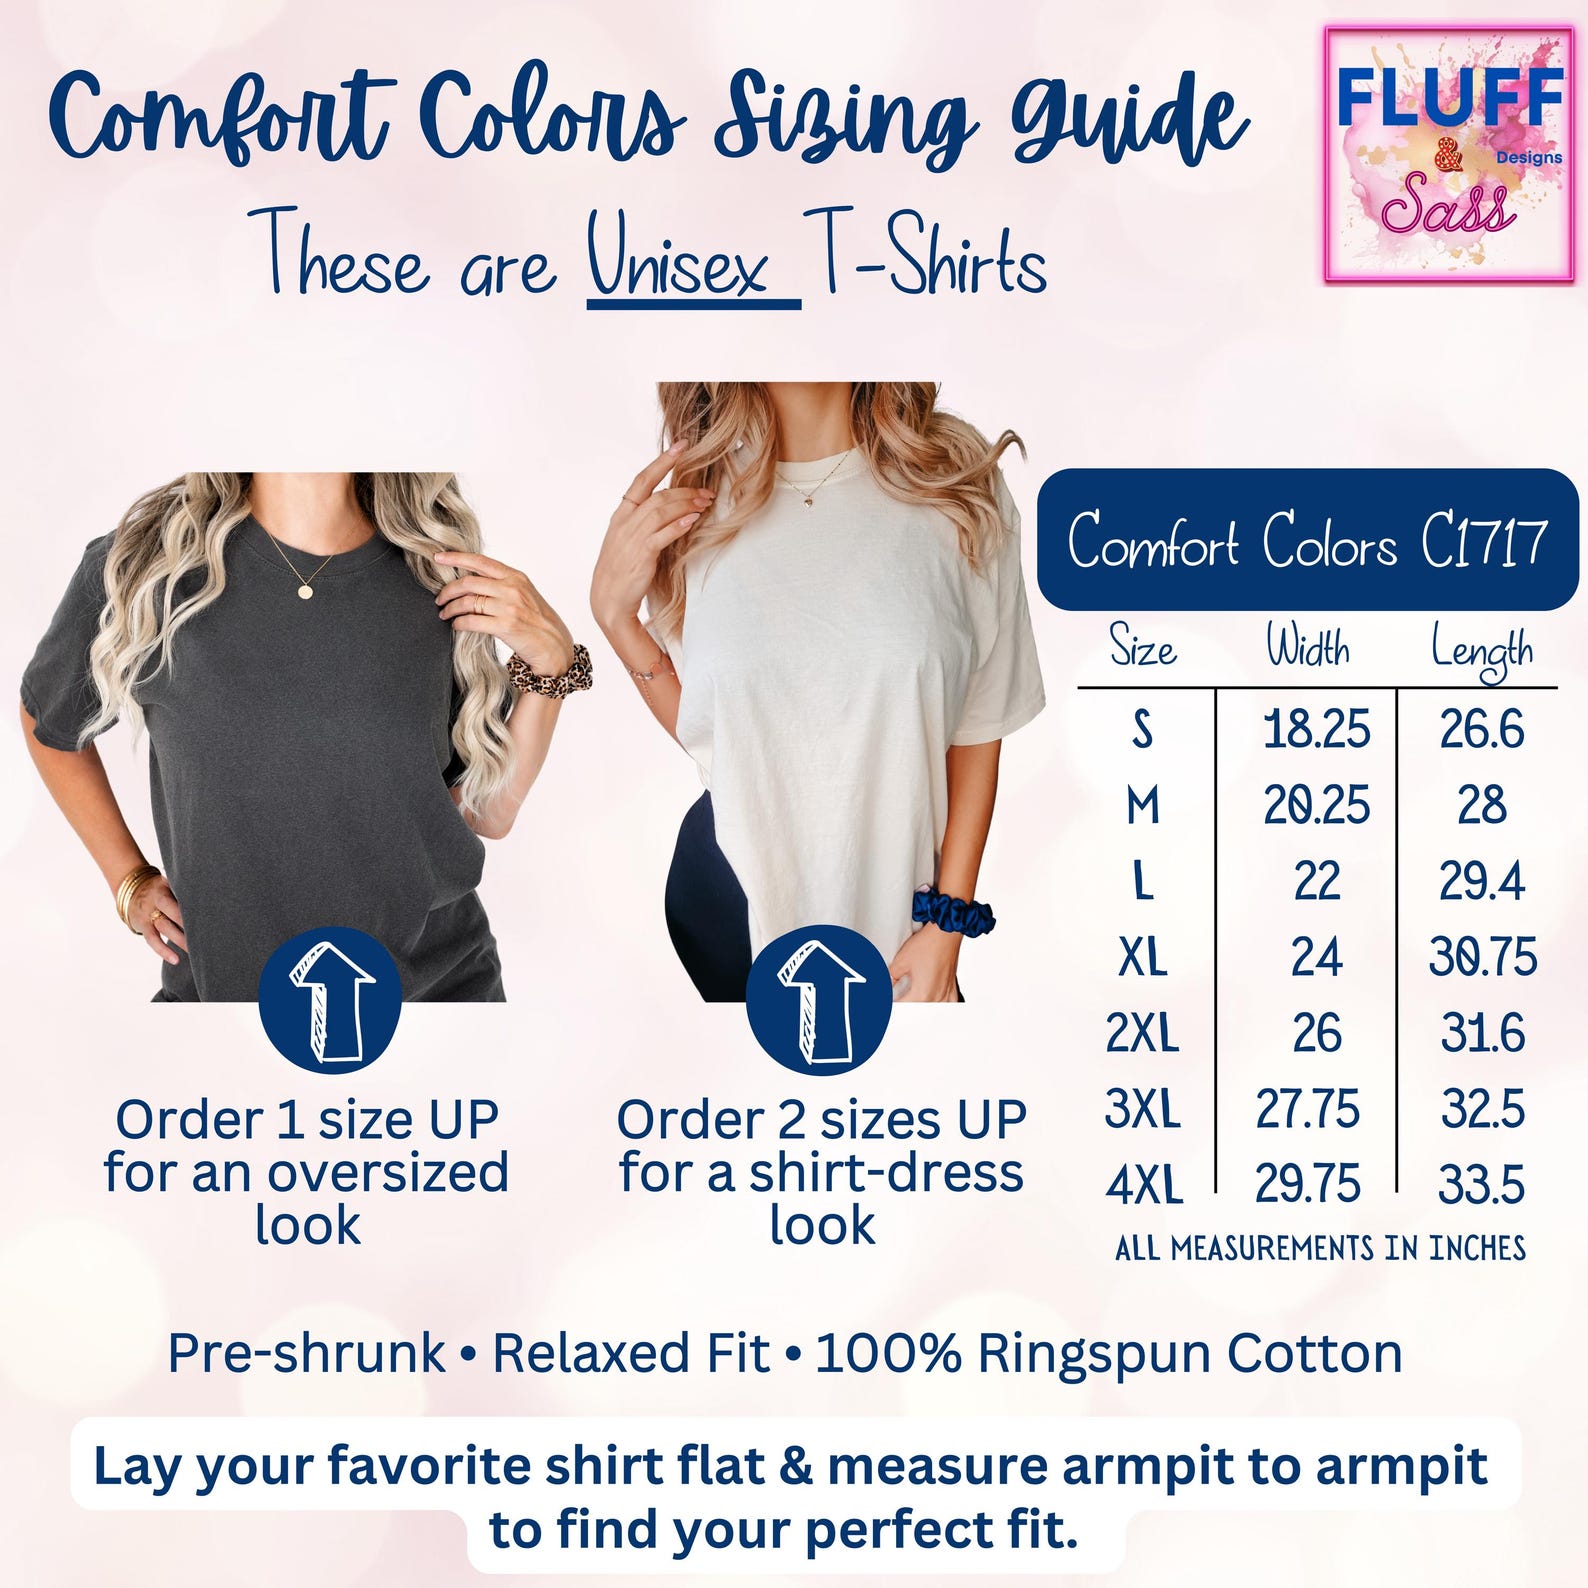 Comfort Colors Sizing Guide
FLUFF
& Designs
Sass
These are Unisex T-Shirts
Comfort Colors C1717
Size Width Length
S 18.25 26.6
M 20.25 28
L 22 29.4
XL 24 30.75
2XL 26 31.6
3XL 27.75 32.5
4XL 29.75 33.5
ALL MEASUREMENTS IN INCHES
Order 1 size UP
for an oversized
look
Order 2 sizes UP
for a shirt-dress
look
Pre-shrunk • Relaxed Fit • 100% Ringspun Cotton
Lay your favorite shirt flat & measure armpit to armpit
to find your perfect fit.